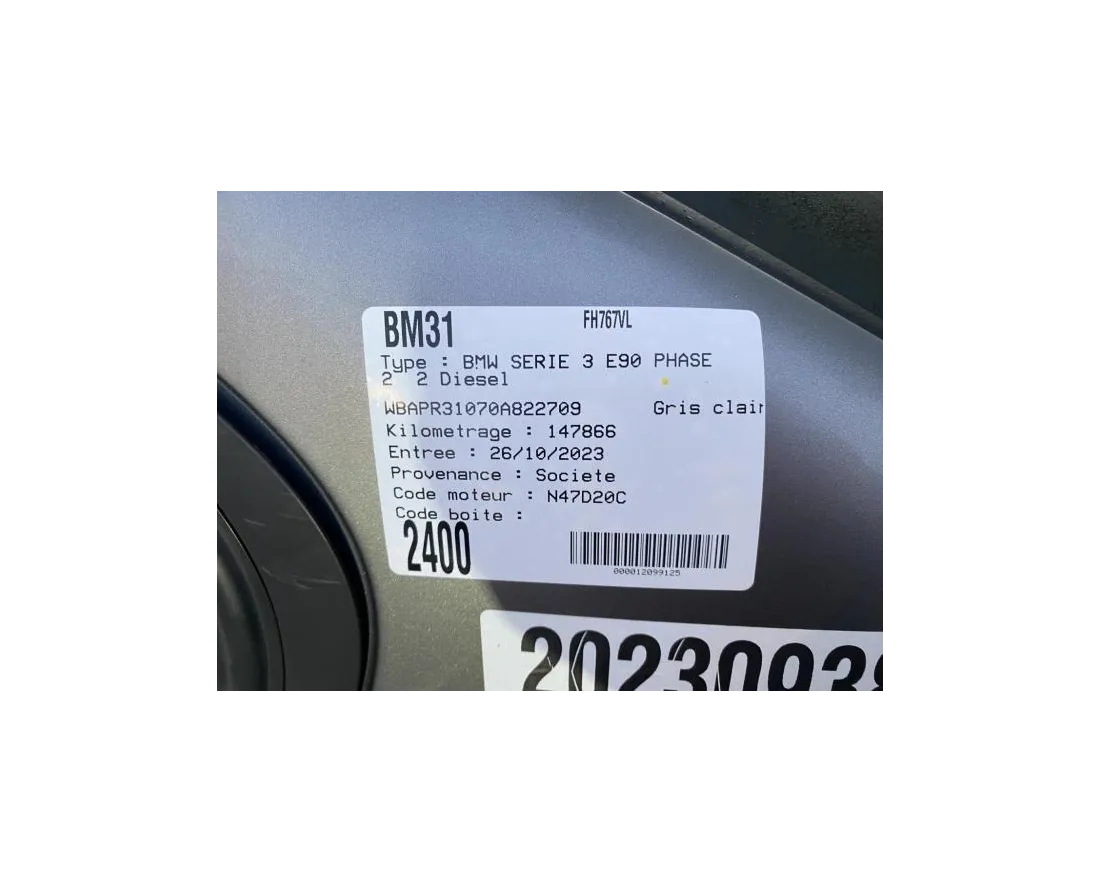 BM31 FH767VL
Type : BMW SERIE 3 E90 PHASE
2 2 Diesel
WBAPR31070A822709 Gris clair
Kilometrage : 147866
Entree : 26/10/2023
Provenance : Societe
Code moteur : N47D20C
Code boite :
2400
000012099125
20230938